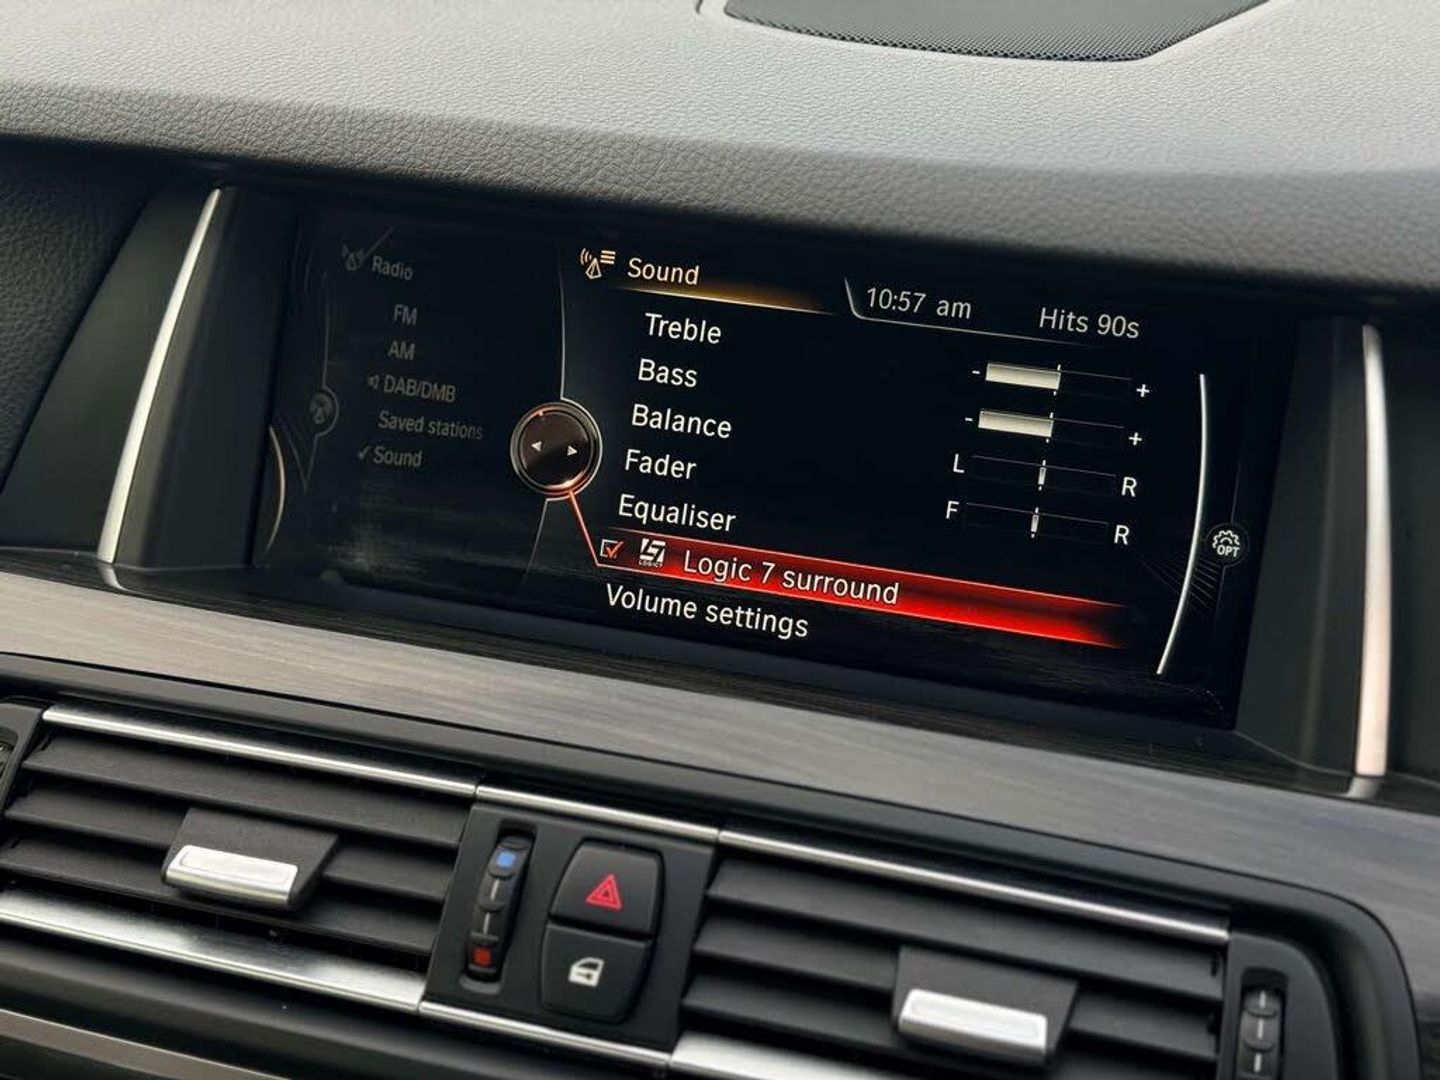 Radio
FM
AM
DAB/DMB
Saved stations
Sound
Sound
10:57 am
Hits 90s
Treble
- +
Bass
- +
Balance
L R
Fader
F R
Equaliser
LOGIC7 Logic 7 surround
Volume settings
OPT